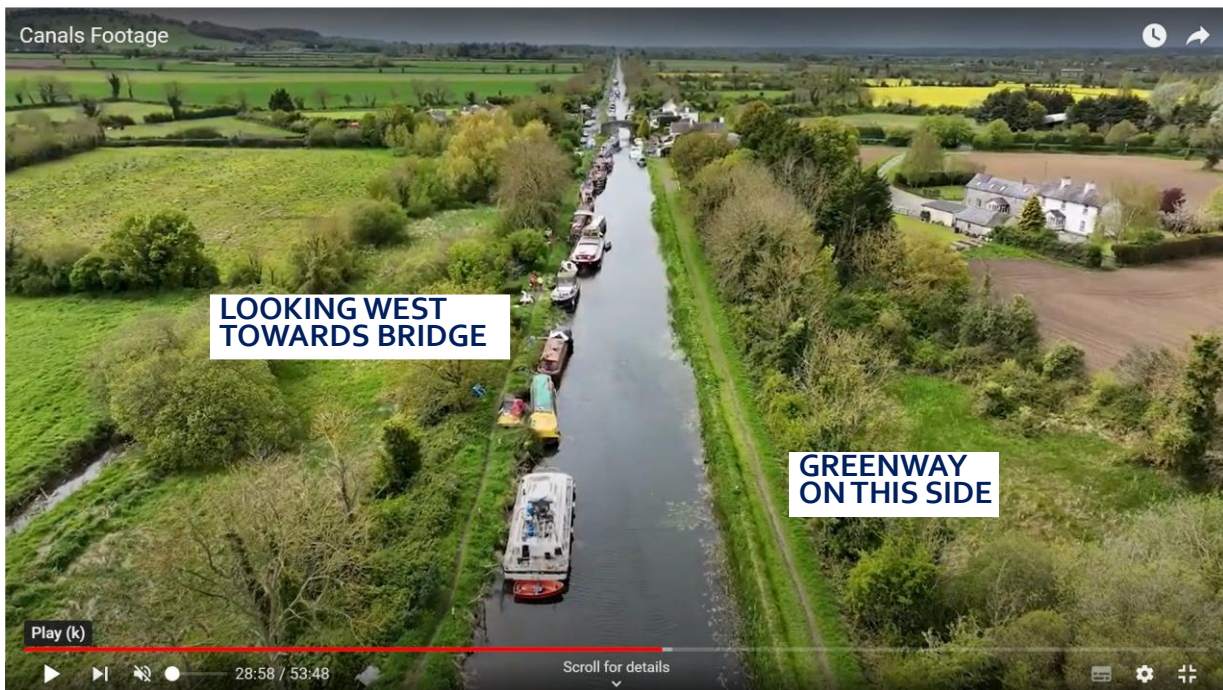 Canals Footage
LOOKING WEST
TOWARDS BRIDGE
GREENWAY
ON THIS SIDE
Play (k)
28:58 / 53:48
Scroll for details